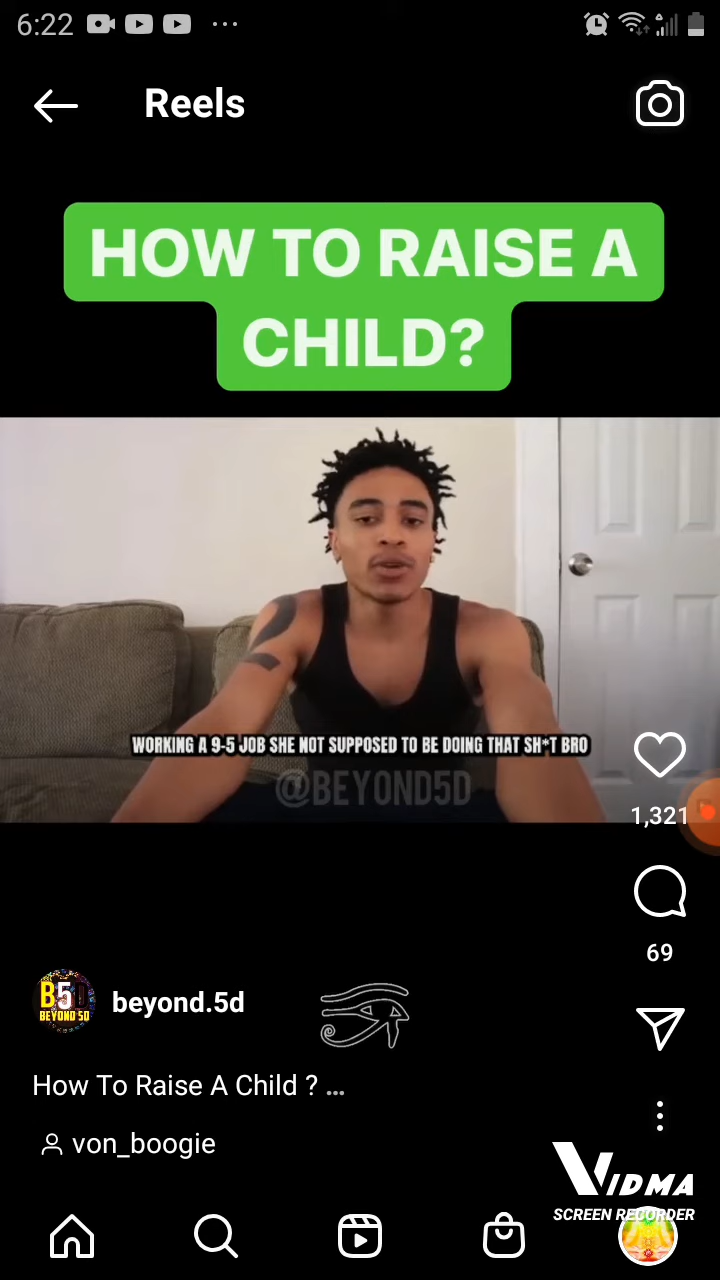 6:22
Reels
HOW TO RAISE A
CHILD?
WORKING A 9-5 JOB SHE NOT SUPPOSED TO BE DOING THAT SH*T BRO
@BEYOND5D
1,321
69
B5D
BEYOND 5D
beyond.5d
How To Raise A Child ? ...
von_boogie
VIDMA
SCREEN RECORDER